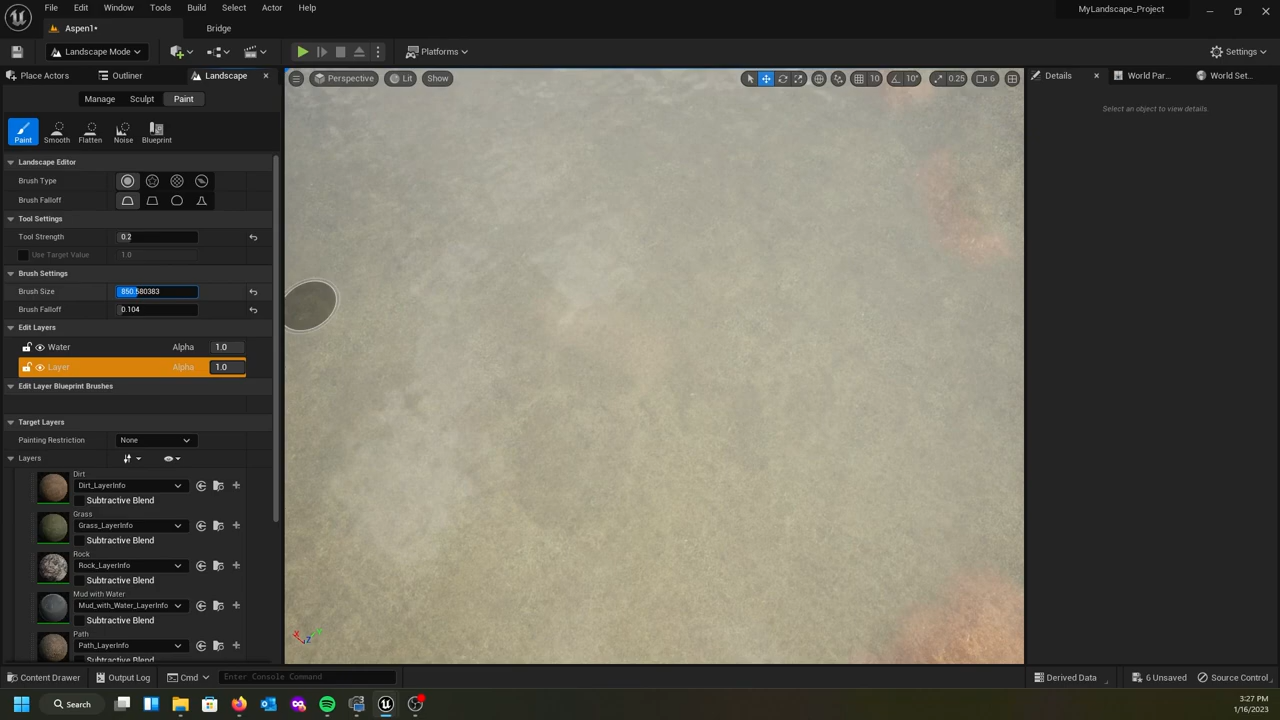 File Edit Window Tools Build Select Actor Help
MyLandscape_Project
Aspen1•
Bridge
Landscape Mode
Platforms
Settings
Place Actors
Outliner
Landscape
Perspective
Lit
Show
10
10°
0.25
6
Details
World Par...
World Set...
Manage
Sculpt
Paint
Select an object to view details.
Paint
Smooth
Flatten
Noise
Blueprint
Landscape Editor
Brush Type
Brush Falloff
Tool Settings
Tool Strength
0.2
Use Target Value
1.0
Brush Settings
Brush Size
850.580383
Brush Falloff
0.104
Edit Layers
Water
Alpha
1.0
Layer
Alpha
1.0
Edit Layer Blueprint Brushes
Target Layers
Painting Restriction
None
Layers
Dirt
Dirt_LayerInfo
Subtractive Blend
Grass
Grass_LayerInfo
Subtractive Blend
Rock
Rock_LayerInfo
Subtractive Blend
Mud with Water
Mud_with_Water_LayerInfo
Subtractive Blend
Path
Path_LayerInfo
Subtractive Blend
X
Y
Z
Content Drawer
Output Log
Cmd
Enter Console Command
Derived Data
6 Unsaved
Source Control
Search
3:27 PM
1/16/2023